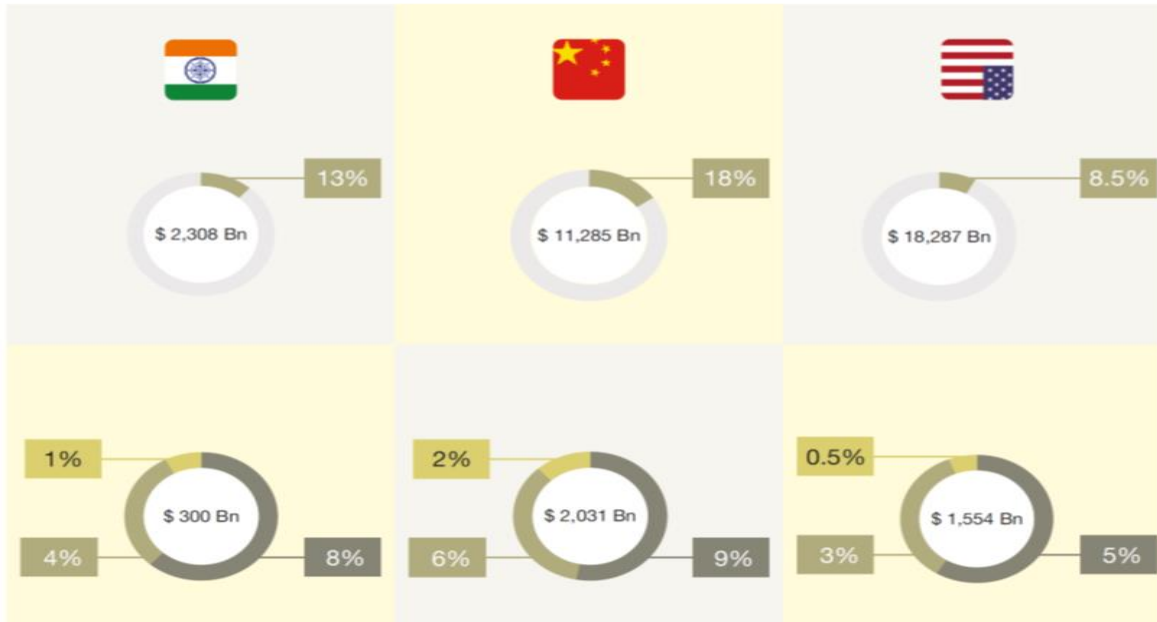 13%
$ 2,308 Bn
18%
$ 11,285 Bn
8.5%
$ 18,287 Bn
1%
$ 300 Bn
4%
8%
2%
$ 2,031 Bn
6%
9%
0.5%
$ 1,554 Bn
3%
5%